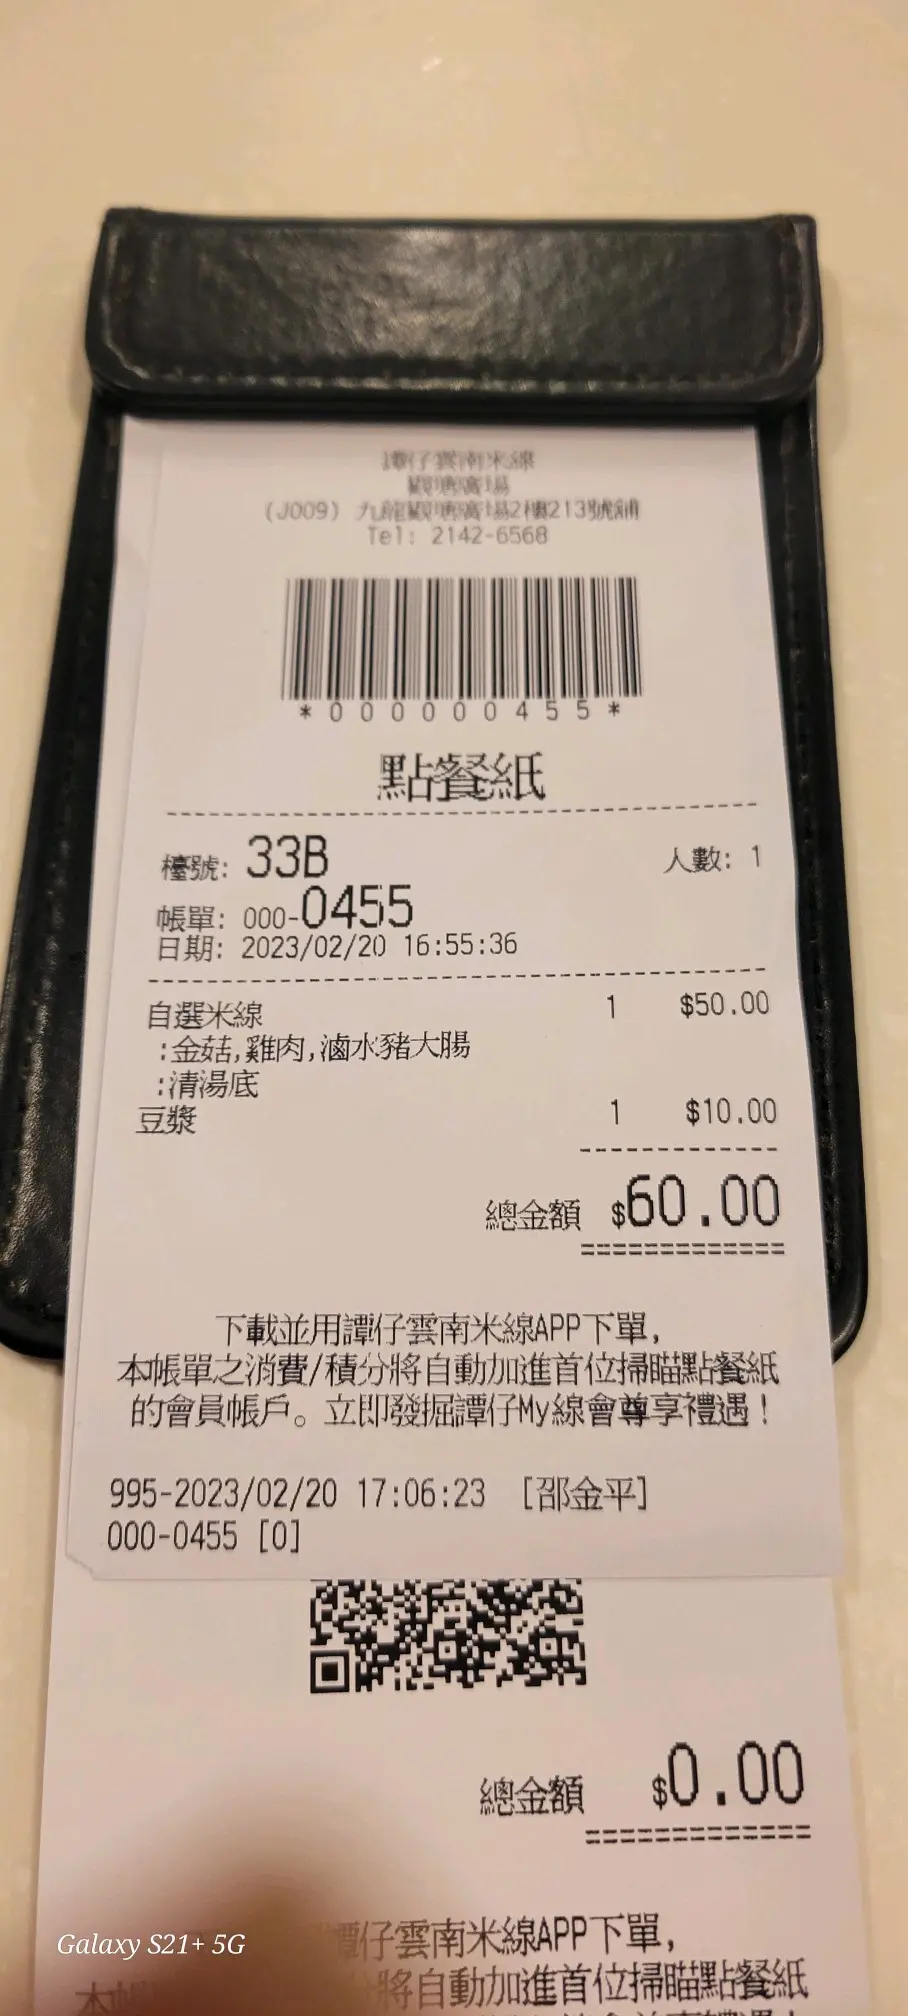 譚仔雲南米線
觀塘廣場
(J009) 九龍觀塘廣場2樓213號舖
Tel: 2142-6568
*000000455*
點餐紙
檯號: 33B 人數: 1
帳單: 000-0455
日期: 2023/02/20 16:55:36
自選米線 1 $50.00
:金菇,雞肉,滷水豬大腸
:清湯底
豆漿 1 $10.00
總金額 $60.00
下載並用譚仔雲南米線APP下單,
本帳單之消費/積分將自動加進首位掃瞄點餐紙
的會員帳戶。立即發掘譚仔My線會尊享禮遇!
995-2023/02/20 17:06:23 [邵金平]
000-0455 [0]
總金額 $0.00
譚仔雲南米線APP下單,
本帳 分將自動加進首位掃瞄點餐紙
Galaxy S21+ 5G